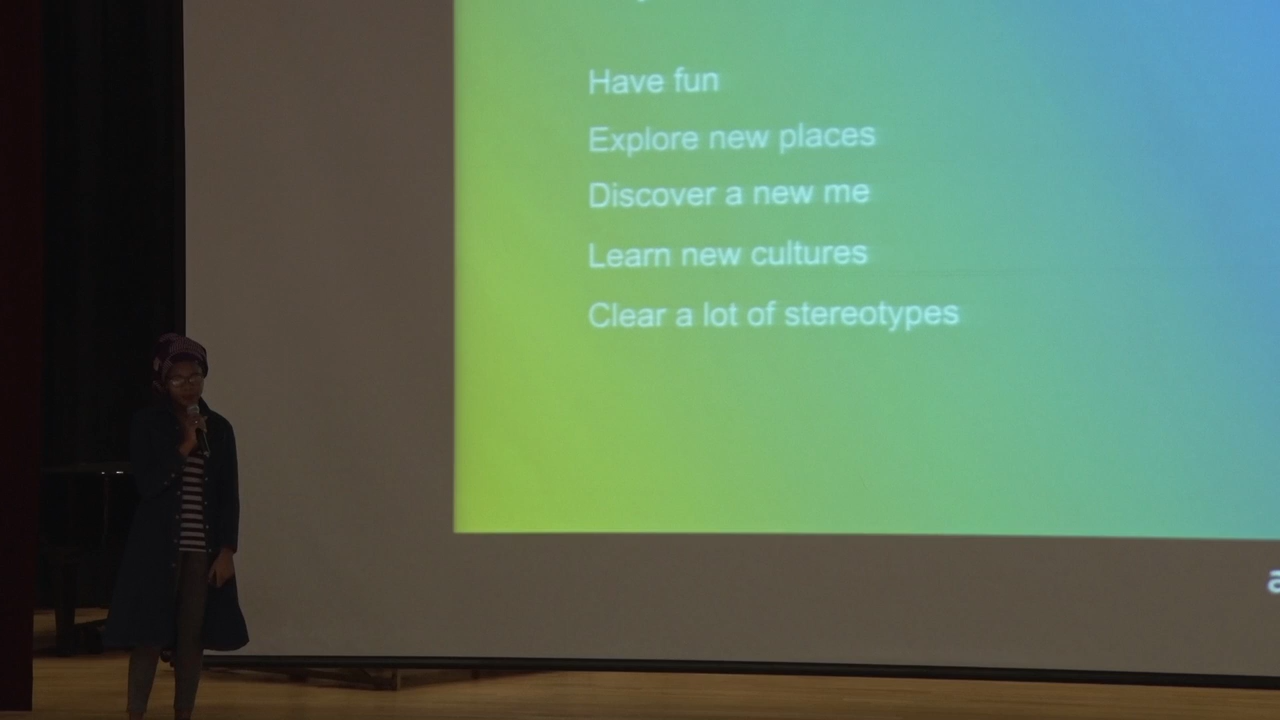 Have fun
Explore new places
Discover a new me
Learn new cultures
Clear a lot of stereotypes
a